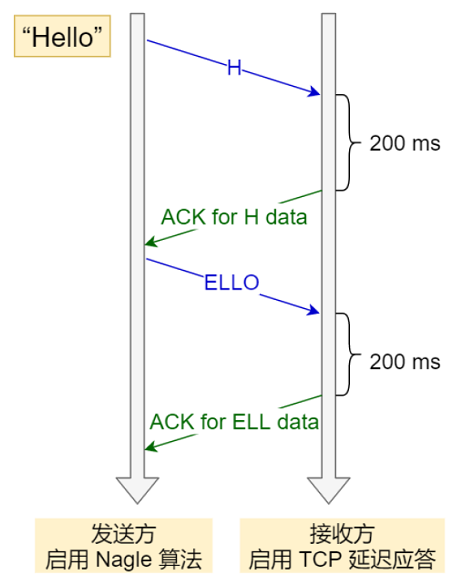 “Hello”
H
200 ms
ACK for H data
ELLO
200 ms
ACK for ELL data
发送方
启用 Nagle 算法
接收方
启用 TCP 延迟应答